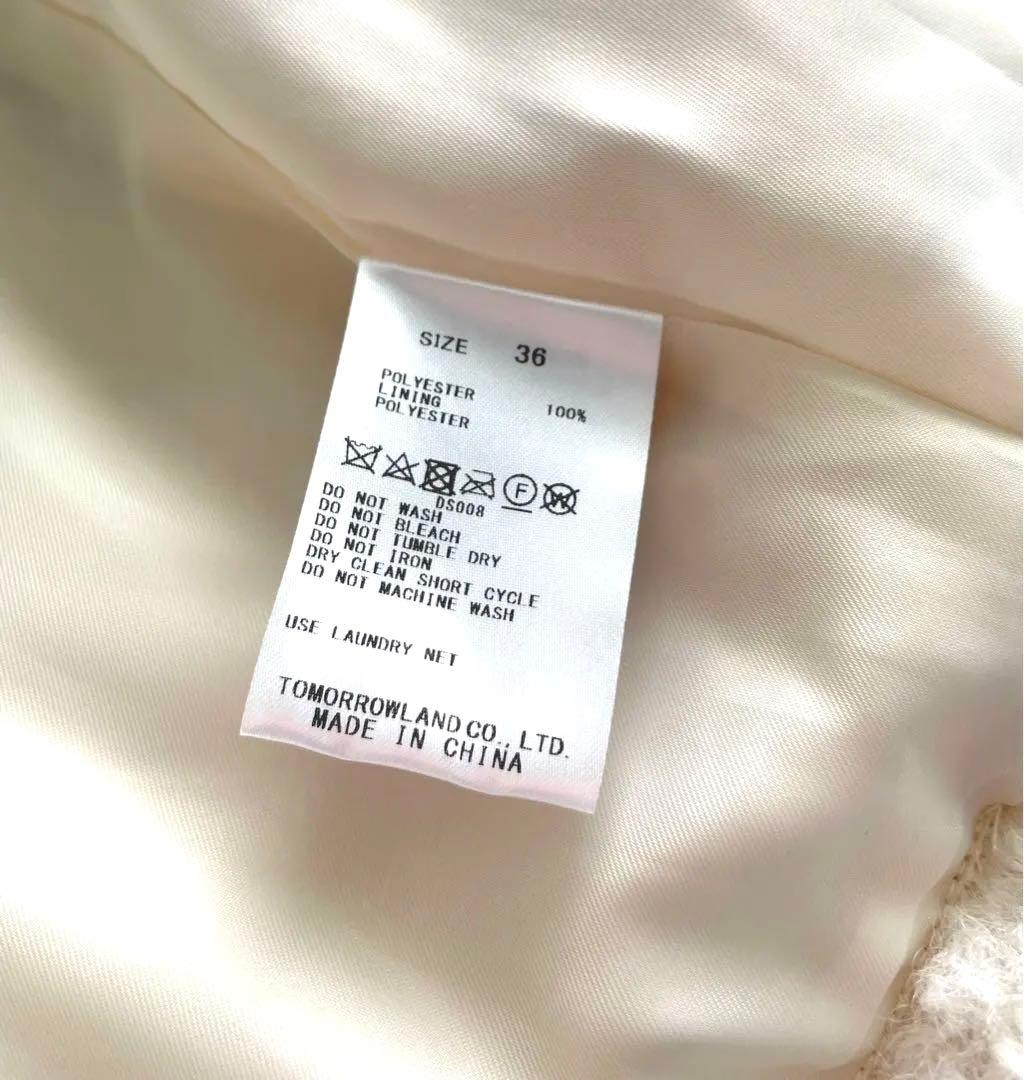 SIZE 36
POLYESTER 100%
LINING
POLYESTER
F W
DS008
DO NOT WASH
DO NOT BLEACH
DO NOT TUMBLE DRY
DO NOT IRON
DRY CLEAN SHORT CYCLE
DO NOT MACHINE WASH
USE LAUNDRY NET
TOMORROWLAND CO., LTD.
MADE IN CHINA